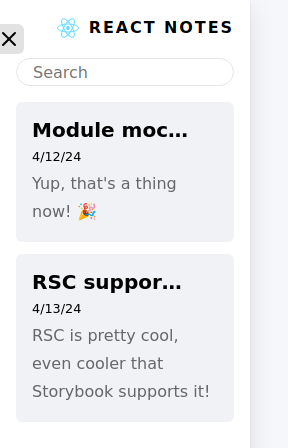 REACT NOTES
Search
Module moc...
4/12/24
Yup, that's a thing
now! 🎉
RSC suppor...
4/13/24
RSC is pretty cool,
even cooler that
Storybook supports it!